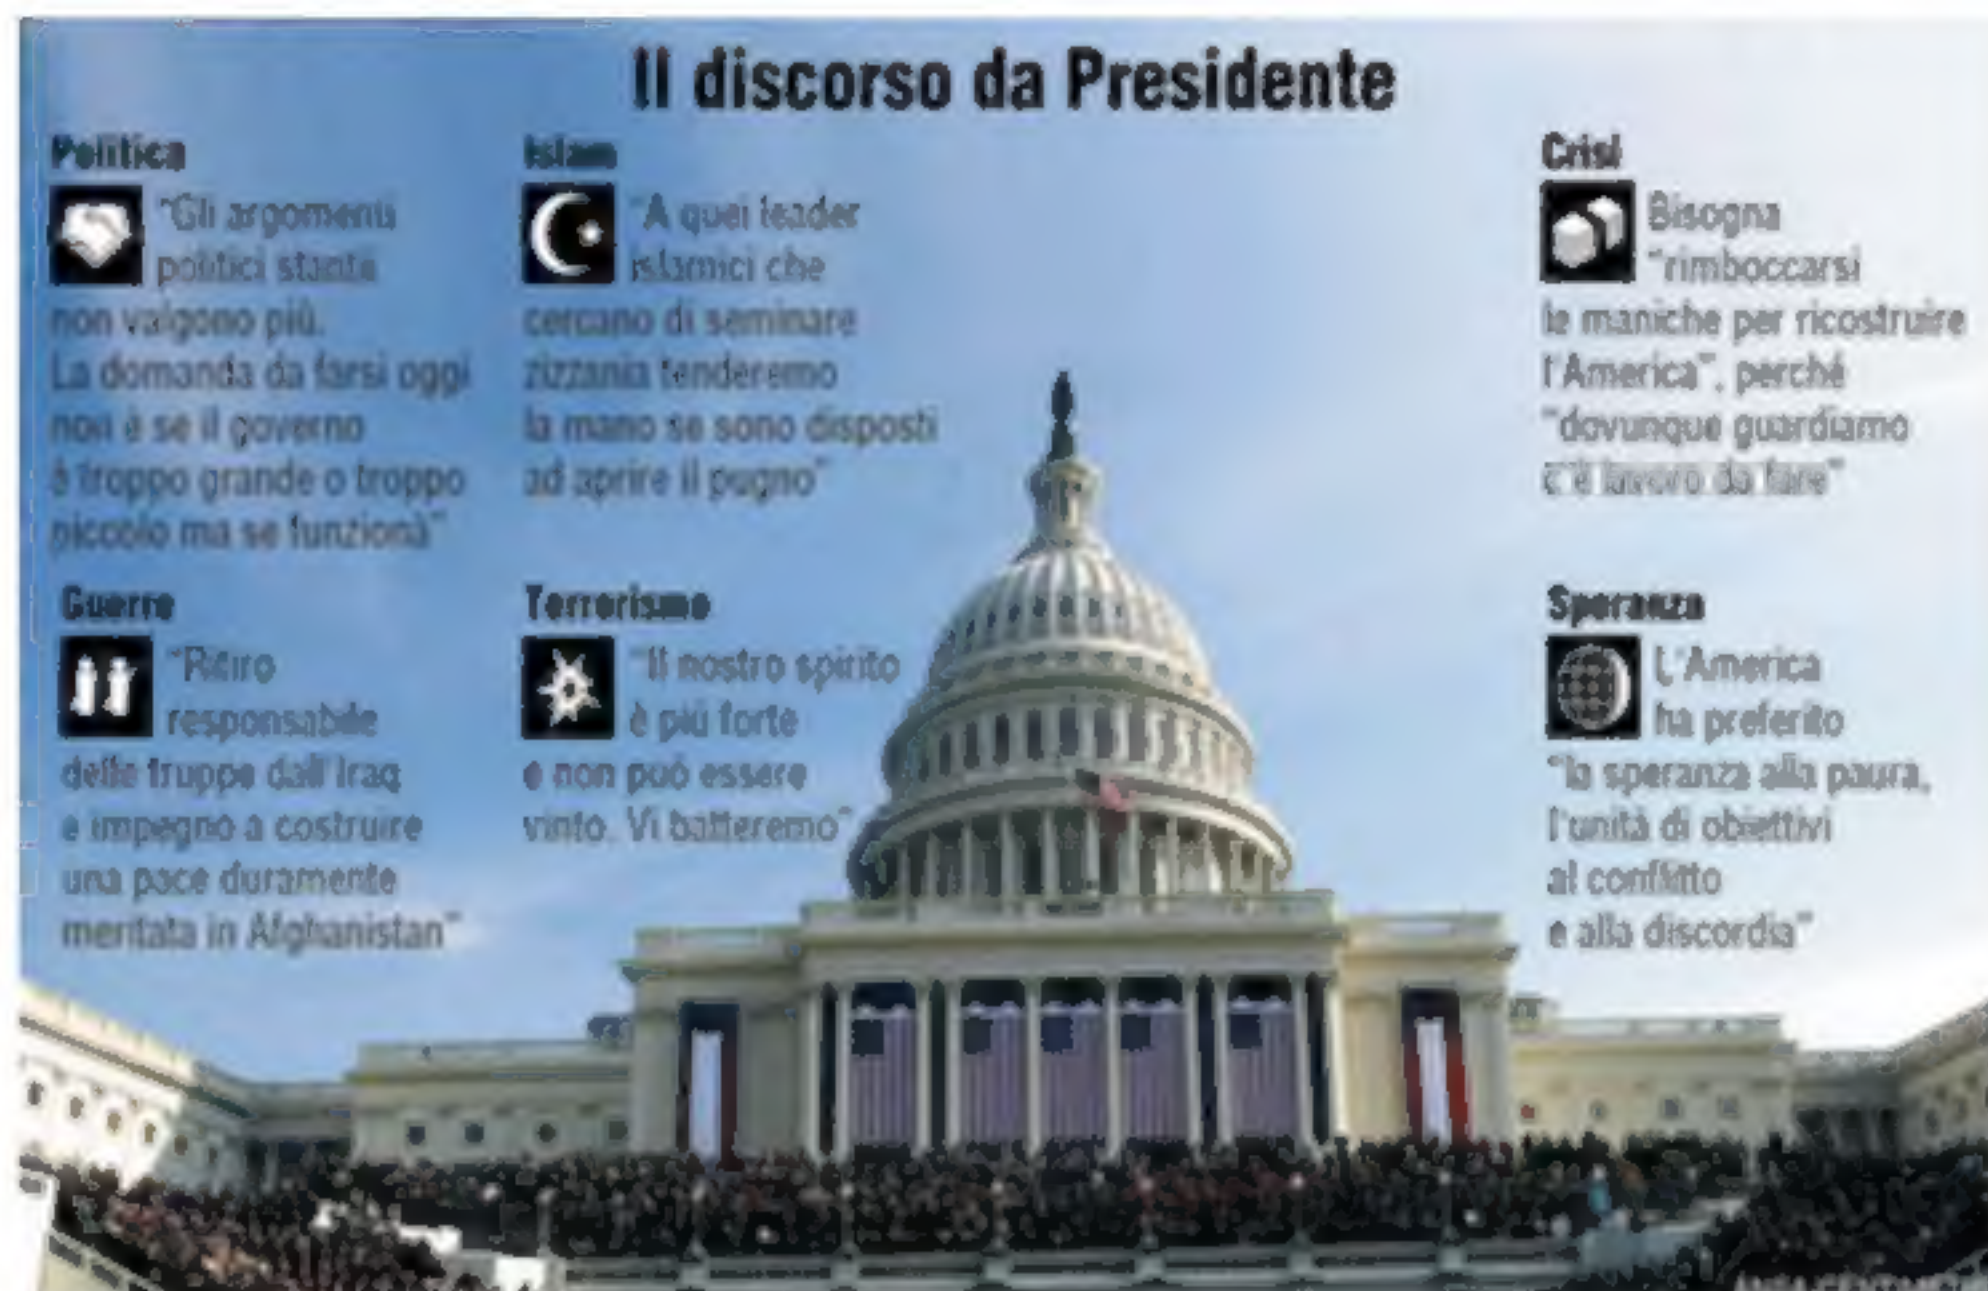 Il discorso da Presidente
Politica
"Gli argomenti
politici stantii
non valgono più.
La domanda da farsi oggi
non è se il governo
è troppo grande o troppo
piccolo ma se funziona"
Islam
"A quei leader
islamici che
cercano di seminare
zizzania tenderemo
la mano se sono disposti
ad aprire il pugno"
Crisi
Bisogna
"rimboccarsi
le maniche per ricostruire
l'America", perché
"dovunque guardiamo
c'è lavoro da fare"
Guerre
"Ritiro
responsabile
delle truppe dall'Iraq
e impegno a costruire
una pace duramente
meritata in Afghanistan"
Terrorismo
"Il nostro spirito
è più forte
e non può essere
vinto. Vi batteremo"
Speranza
L'America
ha preferito
"la speranza alla paura,
l'unità di obiettivi
al conflitto
e alla discordia"